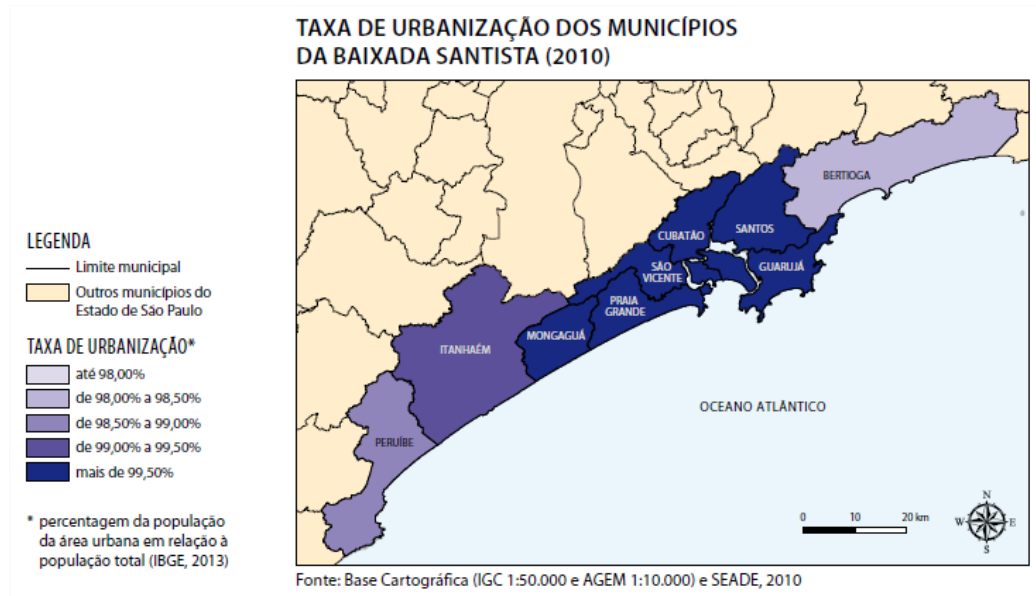 TAXA DE URBANIZAÇÃO DOS MUNICÍPIOS
DA BAIXADA SANTISTA (2010)
LEGENDA
Limite municipal
Outros municípios do
Estado de São Paulo
TAXA DE URBANIZAÇÃO*
até 98,00%
de 98,00% a 98,50%
de 98,50% a 99,00%
de 99,00% a 99,50%
mais de 99,50%
* percentagem da população
da área urbana em relação à
população total (IBGE, 2013)
BERTIOGA
SANTOS
CUBATÃO
GUARUJÁ
SÃO
VICENTE
PRAIA
GRANDE
MONGAGUÁ
ITANHAÉM
PERUÍBE
OCEANO ATLÂNTICO
0 10 20 km
N
W E
S
Fonte: Base Cartográfica (IGC 1:50.000 e AGEM 1:10.000) e SEADE, 2010